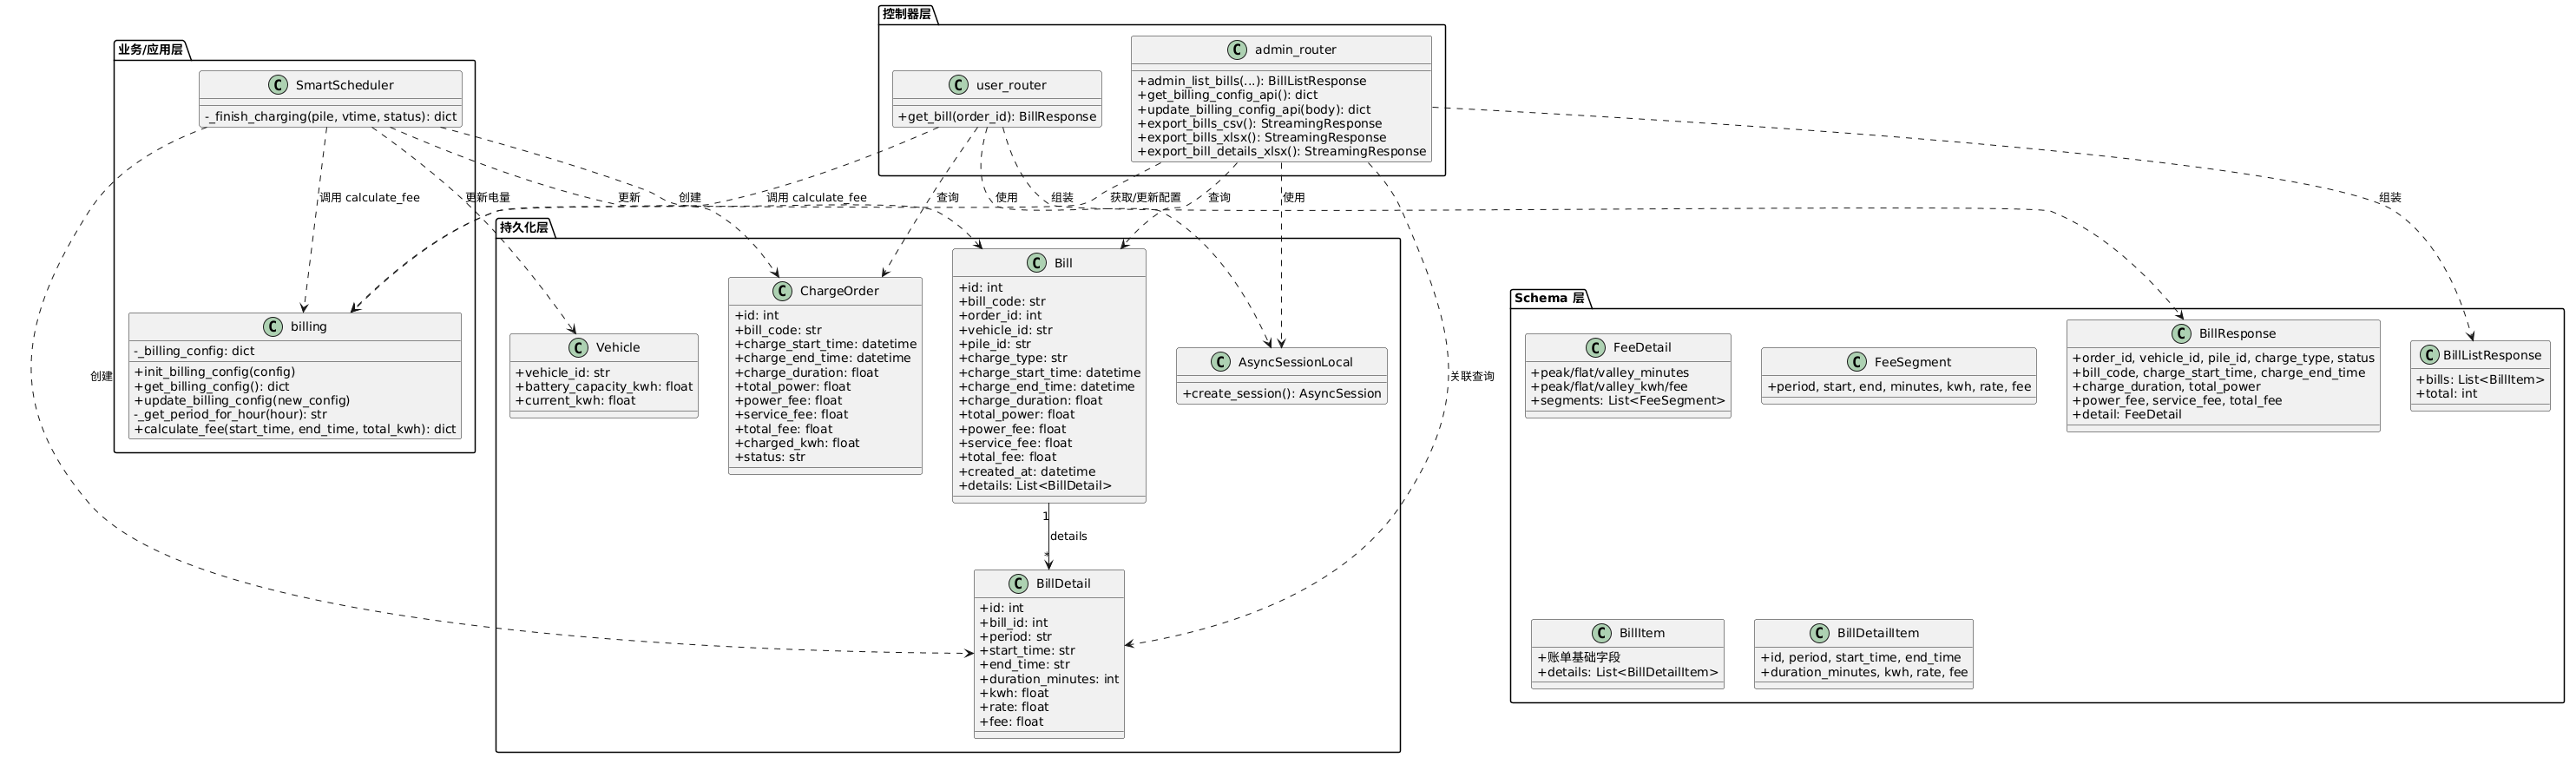 控制器层
user_router
+get_bill(order_id): BillResponse
admin_router
+admin_list_bills(...): BillListResponse
+get_billing_config_api(): dict
+update_billing_config_api(body): dict
+export_bills_csv(): StreamingResponse
+export_bills_xlsx(): StreamingResponse
+export_bill_details_xlsx(): StreamingResponse
业务/应用层
SmartScheduler
-_finish_charging(pile, vtime, status): dict
billing
-_billing_config: dict
+init_billing_config(config)
+get_billing_config(): dict
+update_billing_config(new_config)
-_get_period_for_hour(hour): str
+calculate_fee(start_time, end_time, total_kwh): dict
调用 calculate_fee
更新电量
更新
创建
调用 calculate_fee
查询
使用
组装
获取/更新配置
查询
使用
组装
创建
关联查询
持久化层
Vehicle
+vehicle_id: str
+battery_capacity_kwh: float
+current_kwh: float
ChargeOrder
+id: int
+bill_code: str
+charge_start_time: datetime
+charge_end_time: datetime
+charge_duration: float
+total_power: float
+power_fee: float
+service_fee: float
+total_fee: float
+charged_kwh: float
+status: str
Bill
+id: int
+bill_code: str
+order_id: int
+vehicle_id: str
+pile_id: str
+charge_type: str
+charge_start_time: datetime
+charge_end_time: datetime
+charge_duration: float
+total_power: float
+power_fee: float
+service_fee: float
+total_fee: float
+created_at: datetime
+details: List<BillDetail>
AsyncSessionLocal
+create_session(): AsyncSession
1
details
*
BillDetail
+id: int
+bill_id: int
+period: str
+start_time: str
+end_time: str
+duration_minutes: int
+kwh: float
+rate: float
+fee: float
Schema 层
FeeDetail
+peak/flat/valley_minutes
+peak/flat/valley_kwh/fee
+segments: List<FeeSegment>
FeeSegment
+period, start, end, minutes, kwh, rate, fee
BillResponse
+order_id, vehicle_id, pile_id, charge_type, status
+bill_code, charge_start_time, charge_end_time
+charge_duration, total_power
+power_fee, service_fee, total_fee
+detail: FeeDetail
BillListResponse
+bills: List<BillItem>
+total: int
BillItem
+账单基础字段
+details: List<BillDetailItem>
BillDetailItem
+id, period, start_time, end_time
+duration_minutes, kwh, rate, fee